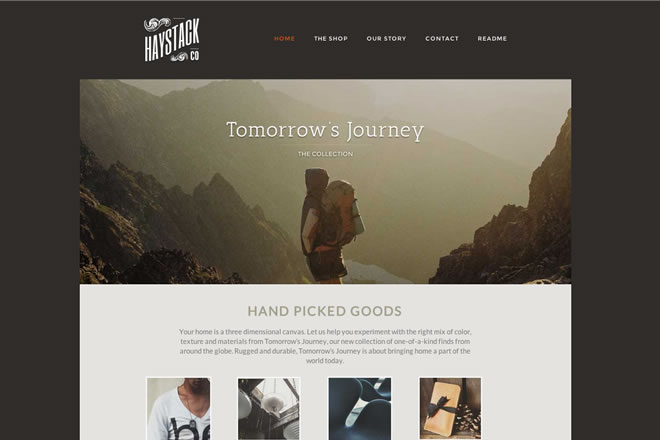 HAYSTACK
CO
HOME THE SHOP OUR STORY CONTACT README
Tomorrow's Journey
THE COLLECTION
HAND PICKED GOODS
Your home is a three dimensional canvas. Let us help you experiment with the right mix of color,
texture and materials from Tomorrow's Journey, our new collection of one-of-a-kind finds from
around the globe. Rugged and durable, Tomorrow's Journey is about bringing home a part of the
world today.